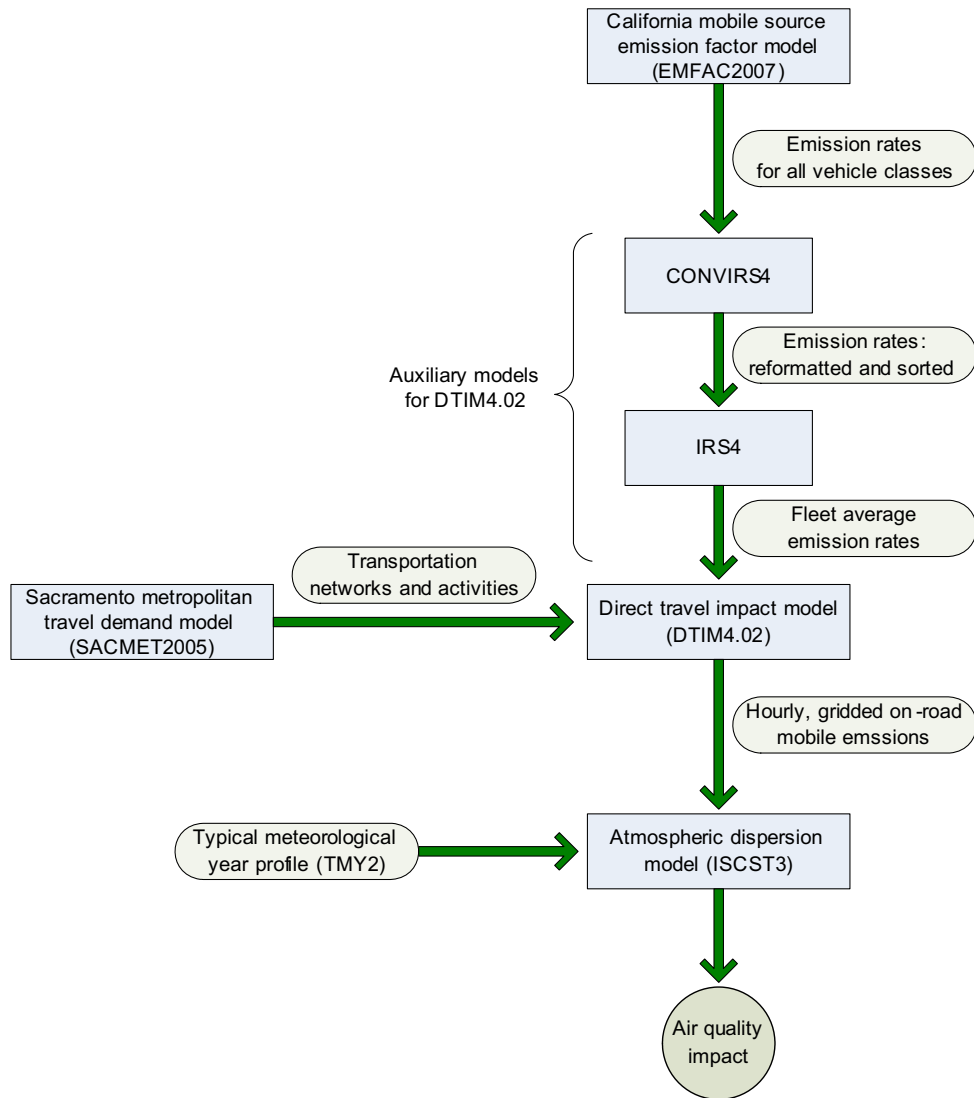 California mobile source
emission factor model
(EMFAC2007)
Emission rates
for all vehicle classes
CONVIRS4
Emission rates:
reformatted and sorted
Auxiliary models
for DTIM4.02
IRS4
Fleet average
emission rates
Transportation
networks and activities
Sacramento metropolitan
travel demand model
(SACMET2005)
Direct travel impact model
(DTIM4.02)
Hourly, gridded on-road
mobile emssions
Typical meteorological
year profile (TMY2)
Atmospheric dispersion
model (ISCST3)
Air quality
impact